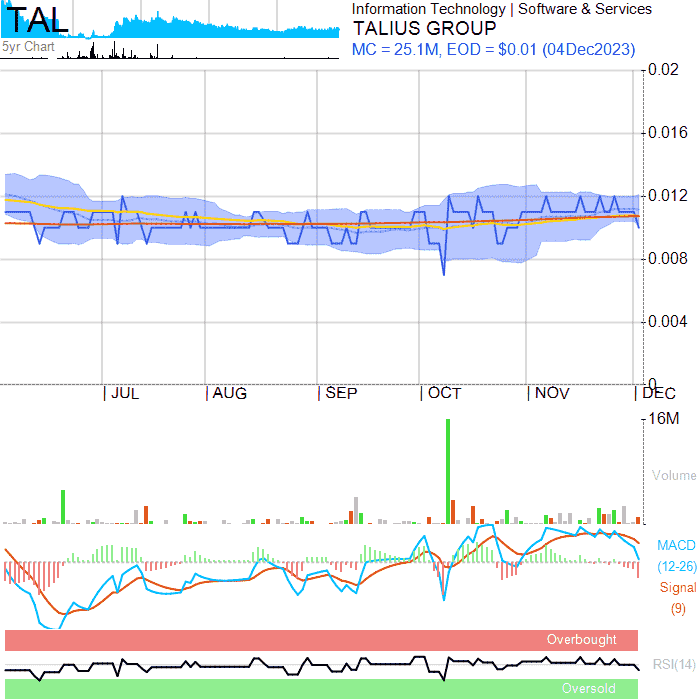 TAL
5yr Chart
Information Technology | Software & Services
TALIUS GROUP
MC = 25.1M, EOD = $0.01 (04Dec2023)
0.02
0.016
0.012
0.008
0.004
0
JUL AUG SEP OCT NOV DEC
16M
Volume
MACD
(12-26)
Signal
(9)
Overbought
RSI(14)
Oversold